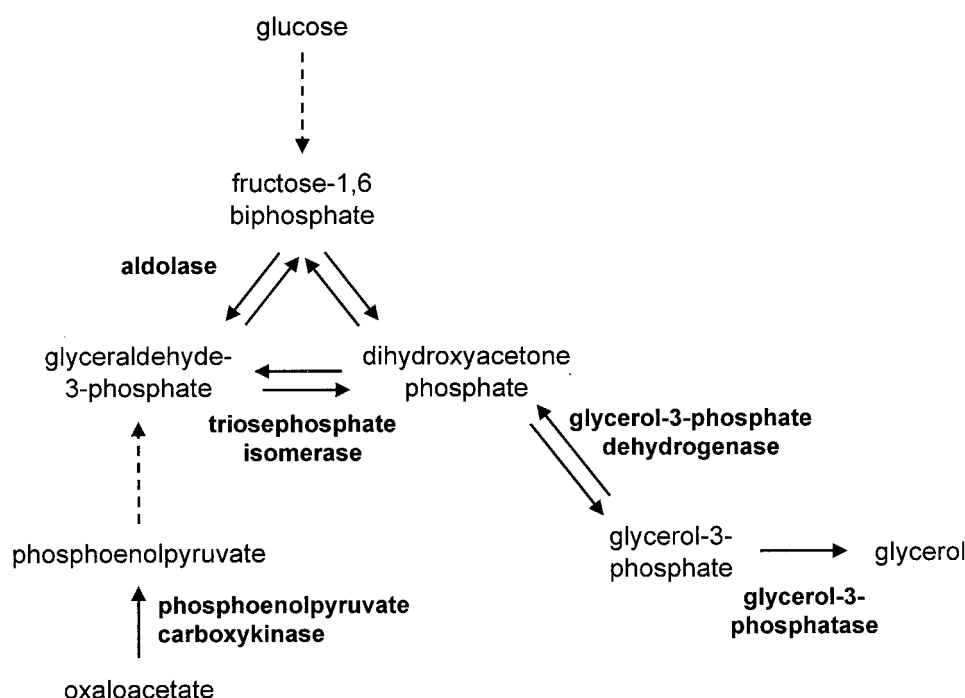 glucose
fructose-1,6
biphosphate
aldolase
glyceraldehyde-
3-phosphate
dihydroxyacetone
phosphate
triosephosphate
isomerase
glycerol-3-phosphate
dehydrogenase
phosphoenolpyruvate
glycerol-3-
phosphate
glycerol
phosphoenolpyruvate
carboxykinase
glycerol-3-
phosphatase
oxaloacetate